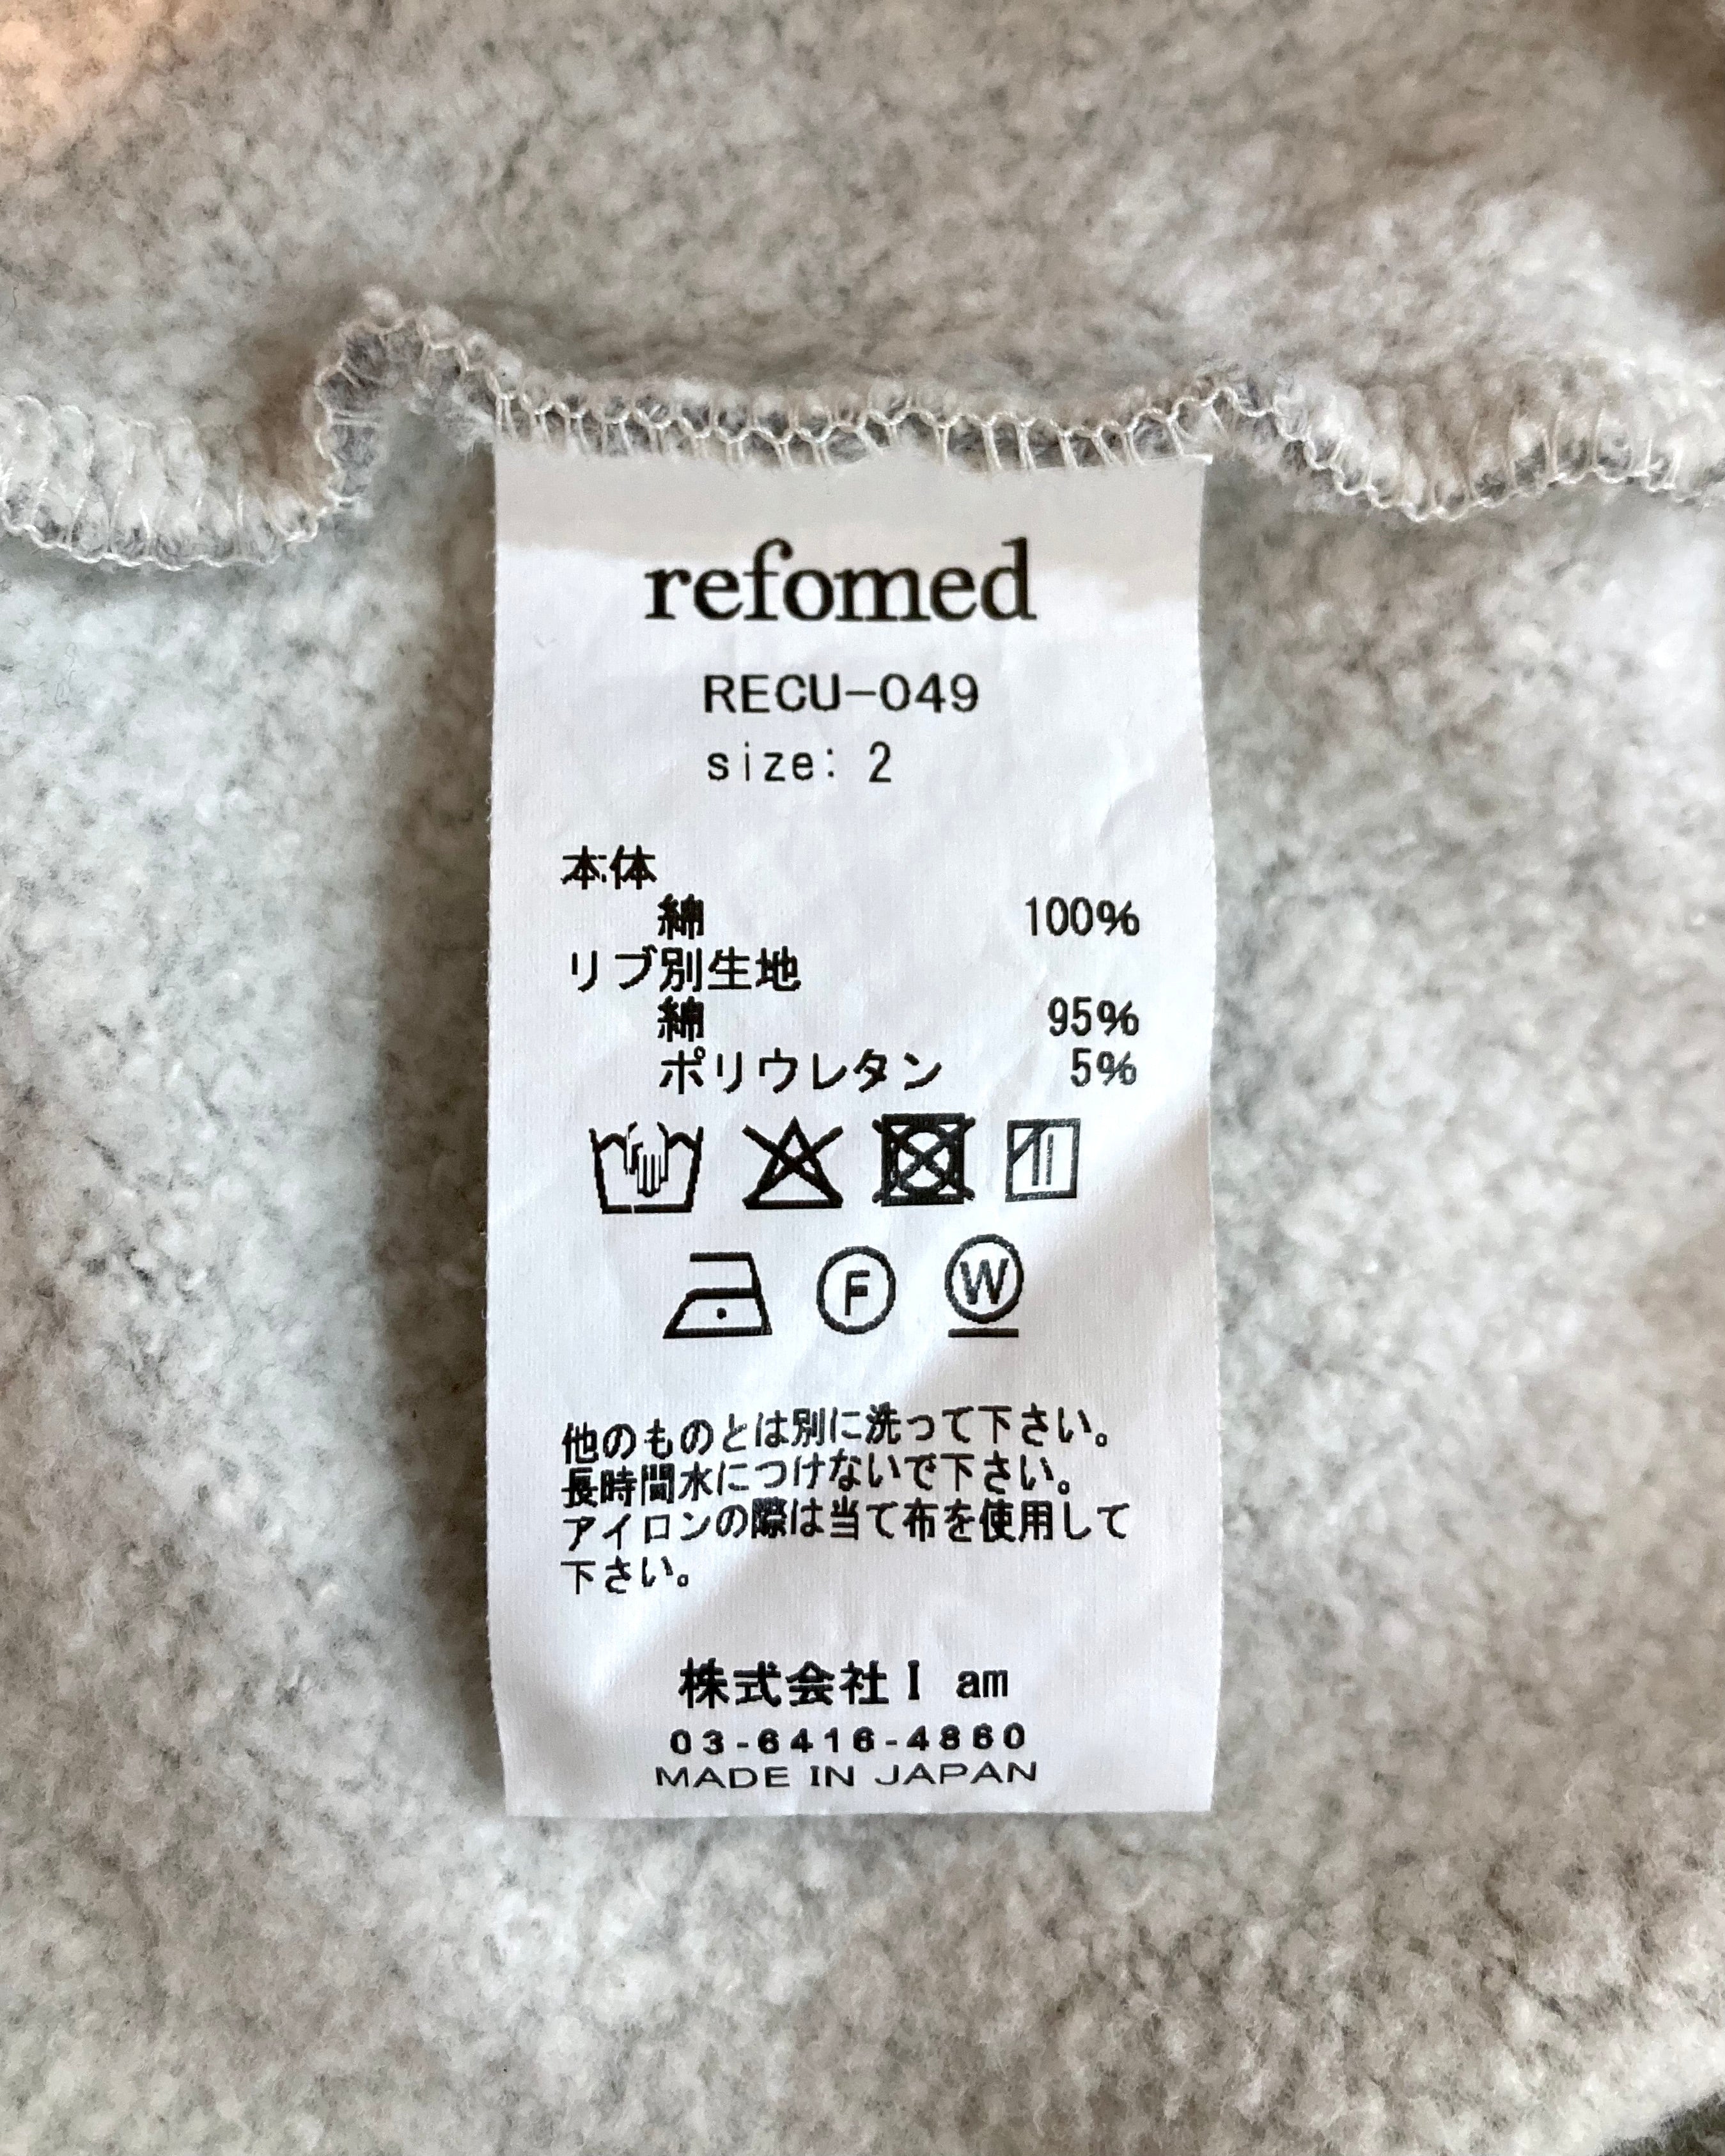 refomed
RECU-049
size: 2
本体
綿 100%
リブ別生地
綿 95%
ポリウレタン 5%
F W
他のものとは別に洗って下さい。
長時間水につけないで下さい。
アイロンの際は当て布を使用して
下さい。
株式会社I am
03-6416-4860
MADE IN JAPAN